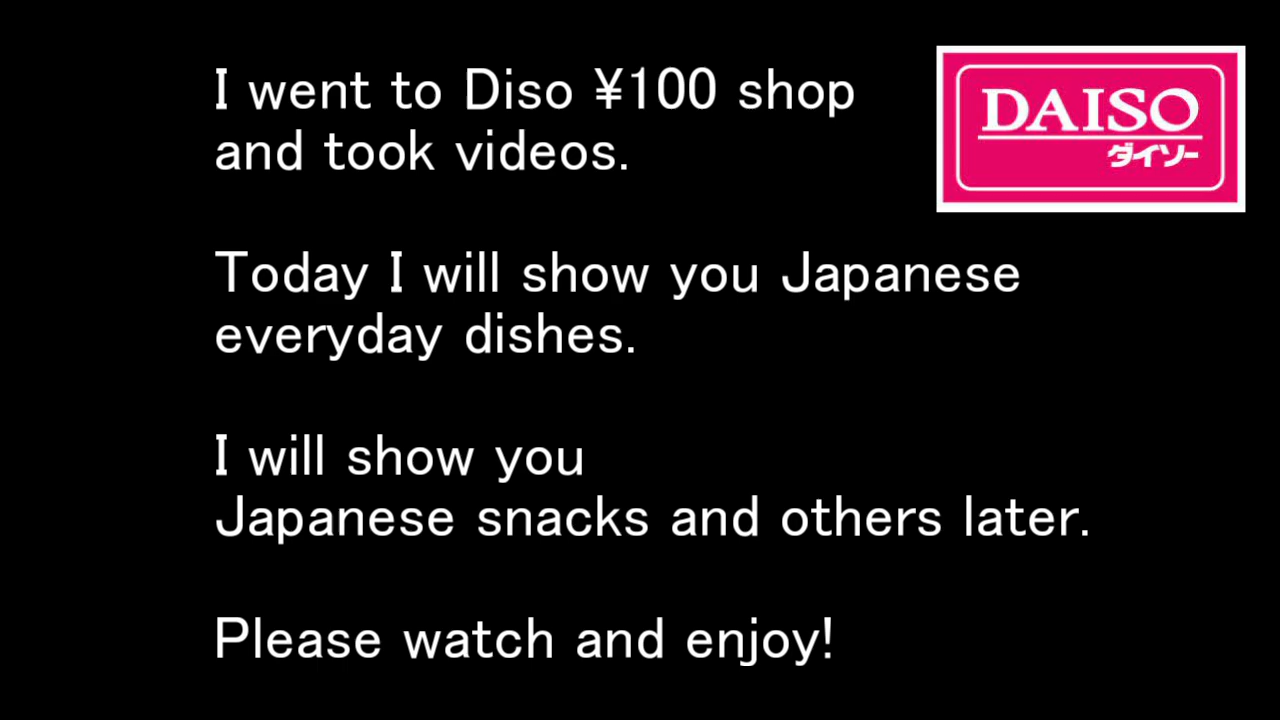 I went to Diso ¥100 shop
and took videos.
DAISO
ダイソー
Today I will show you Japanese
everyday dishes.
I will show you
Japanese snacks and others later.
Please watch and enjoy!